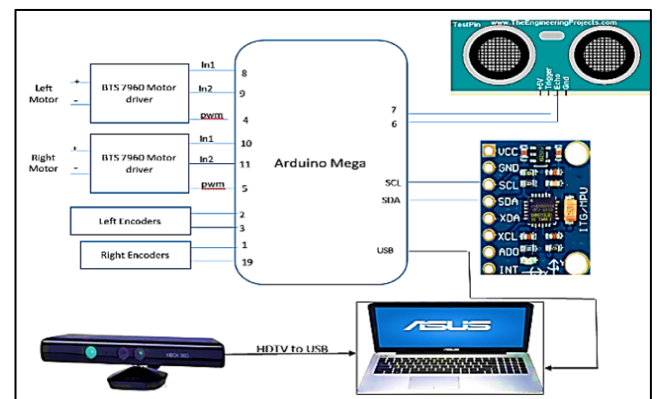 TestPin www.TheEngineeringProjects.com
+5V
Trigger
Echo
Gnd
Left
Motor
+
-
BTS 7960 Motor
driver
In1
In2
pwm
8
9
4
Right
Motor
+
-
BTS 7960 Motor
driver
In1
In2
pwm
10
11
5
Left Encoders
2
3
Right Encoders
1
19
Arduino Mega
7
6
SCL
SDA
USB
VCC
GND
SCL
SDA
XDA
XCL
ADO
INT
ITG/MPU
XBOX 360
HDTV to USB
ASUS